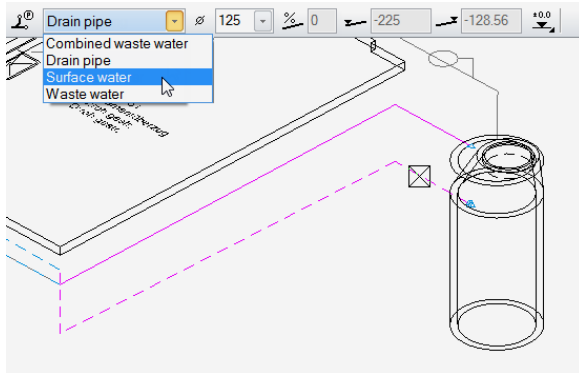 Drain pipe
ø 125
% 0
-225
-128.56
±0.0
Combined waste water
Drain pipe
Surface water
Waste water